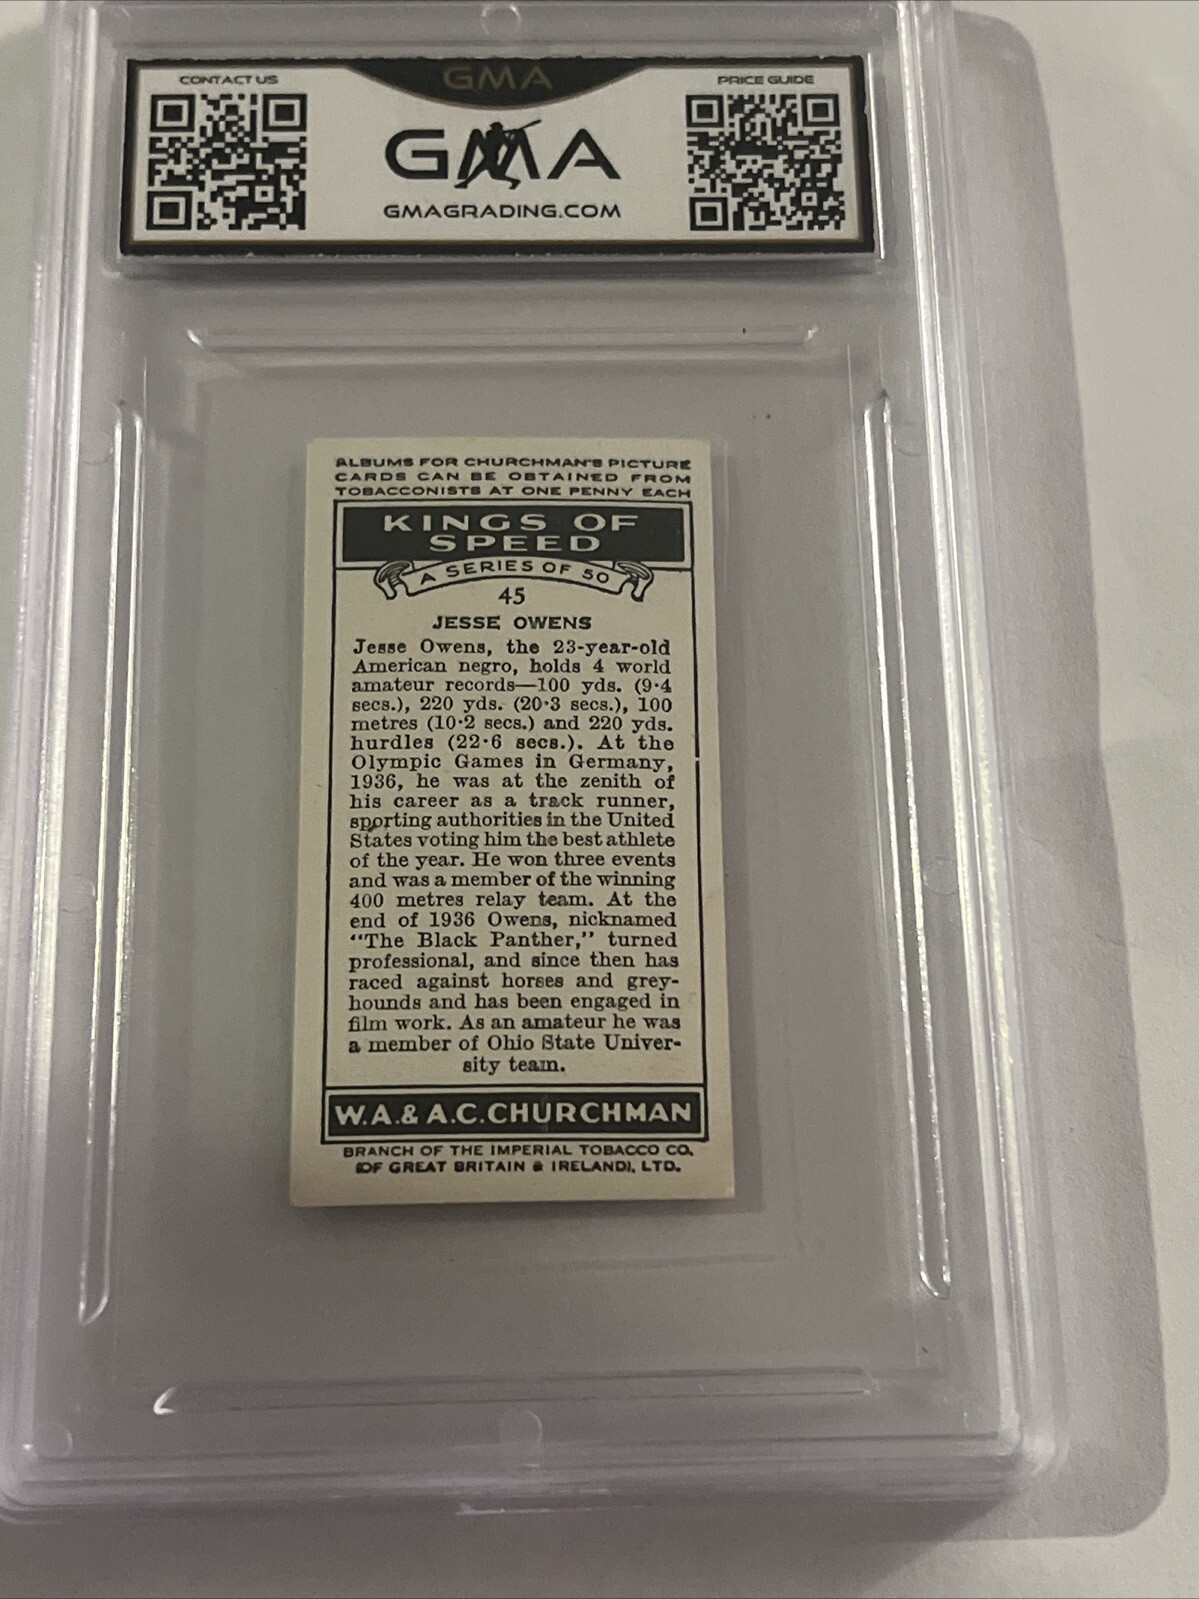 CONTACT US
GMA
PRICE GUIDE
GMA
GMAGRADING.COM
ALBUMS FOR CHURCHMAN'S PICTURE
CARDS CAN BE OBTAINED FROM
TOBACCONISTS AT ONE PENNY EACH
KINGS OF
SPEED
A SERIES OF 50
45
JESSE OWENS
Jesse Owens, the 23-year-old
American negro, holds 4 world
amateur records—100 yds. (9·4
secs.), 220 yds. (20·3 secs.), 100
metres (10·2 secs.) and 220 yds.
hurdles (22·6 secs.). At the
Olympic Games in Germany,
1936, he was at the zenith of
his career as a track runner,
sporting authorities in the United
States voting him the best athlete
of the year. He won three events
and was a member of the winning
400 metres relay team. At the
end of 1936 Owens, nicknamed
"The Black Panther," turned
professional, and since then has
raced against horses and grey-
hounds and has been engaged in
film work. As an amateur he was
a member of Ohio State Univer-
sity team.
W.A.& A.C.CHURCHMAN
BRANCH OF THE IMPERIAL TOBACCO CO.
(OF GREAT BRITAIN & IRELAND), LTD.